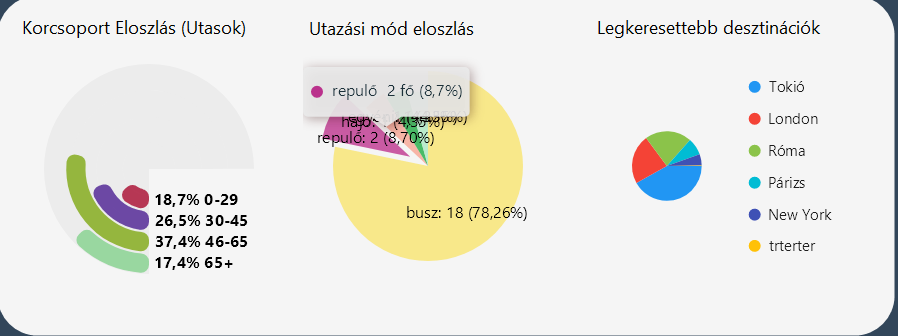 Korcsoport Eloszlás (Utasok)
18,7% 0-29
26,5% 30-45
37,4% 46-65
17,4% 65+
Utazási mód eloszlás
repulő 2 fő (8,7%)
repulő: 2 (8,70%)
busz: 18 (78,26%)
Legkeresettebb desztinációk
Tokió
London
Róma
Párizs
New York
trterter